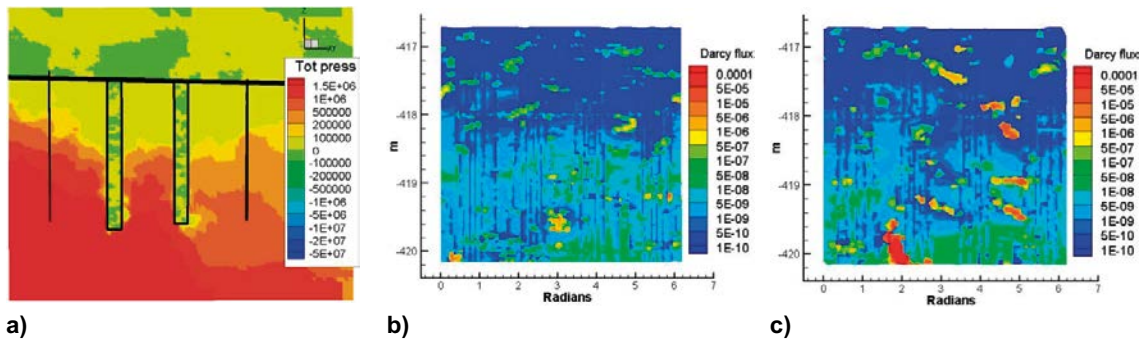 Z
XY
Tot press
1.5E+06
1E+06
500000
200000
100000
0
-100000
-200000
-500000
-1E+06
-5E+06
-1E+07
-2E+07
-5E+07
a)
m
-417
-418
-419
-420
0 1 2 3 4 5 6 7
Radians
Darcy flux
0.0001
5E-05
1E-05
5E-06
1E-06
5E-07
1E-07
5E-08
1E-08
5E-09
1E-09
5E-10
1E-10
b)
m
-417
-418
-419
-420
0 1 2 3 4 5 6 7
Radians
Darcy flux
0.0001
5E-05
1E-05
5E-06
1E-06
5E-07
1E-07
5E-08
1E-08
5E-09
1E-09
5E-10
1E-10
c)